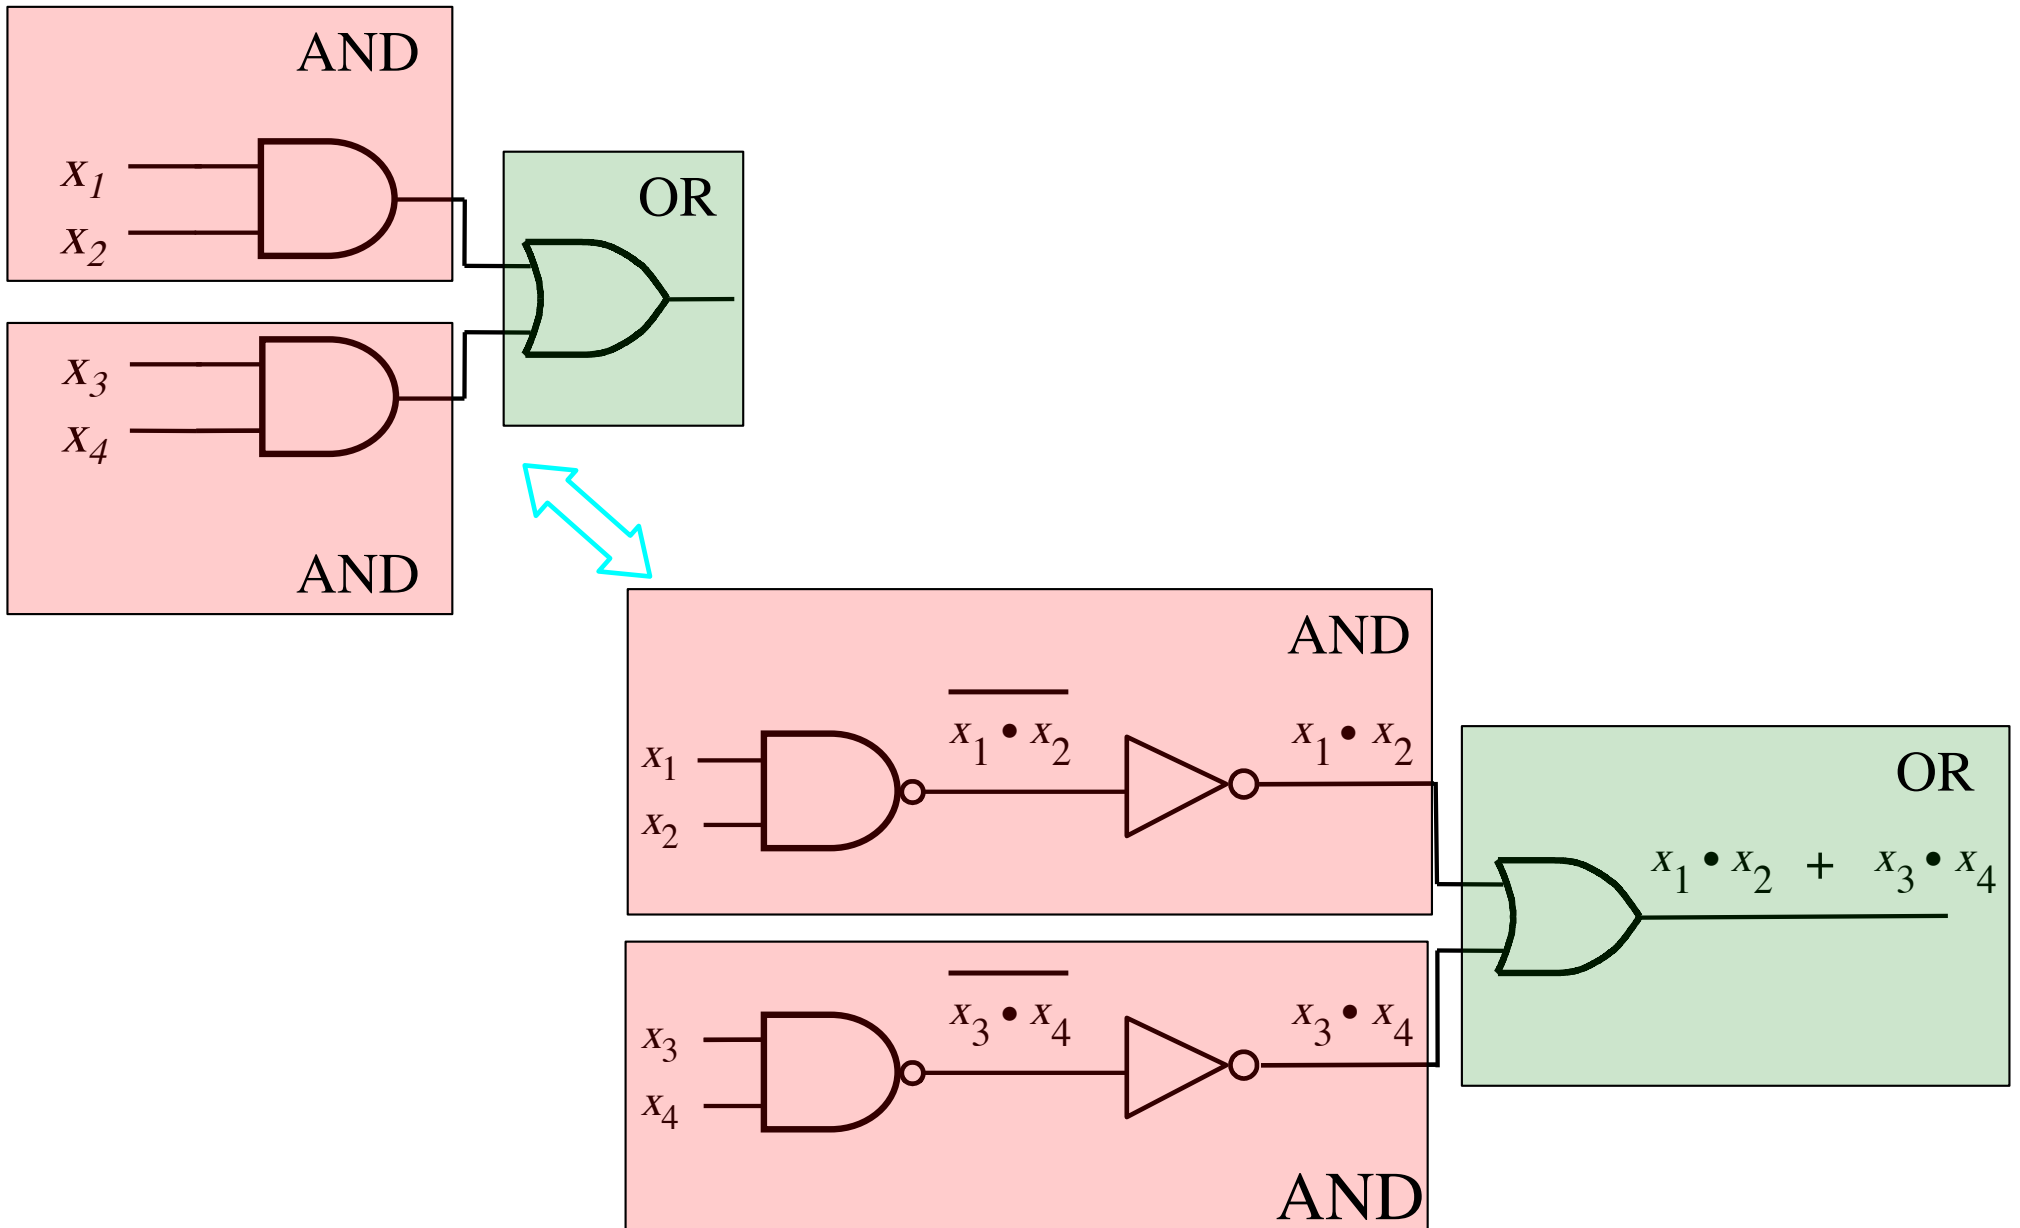 AND
x1
x2
OR
x3
x4
AND
AND
x1 • x2 x1 • x2
x1
x2
OR
x1 • x2 + x3 • x4
x3 • x4 x3 • x4
x3
x4
AND